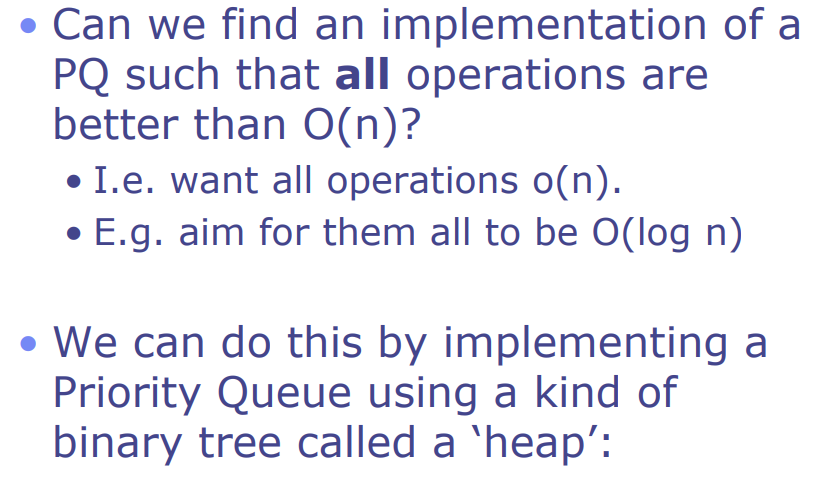 • Can we find an implementation of a
PQ such that all operations are
better than O(n)?
• I.e. want all operations o(n).
• E.g. aim for them all to be O(log n)
• We can do this by implementing a
Priority Queue using a kind of
binary tree called a ‘heap’: